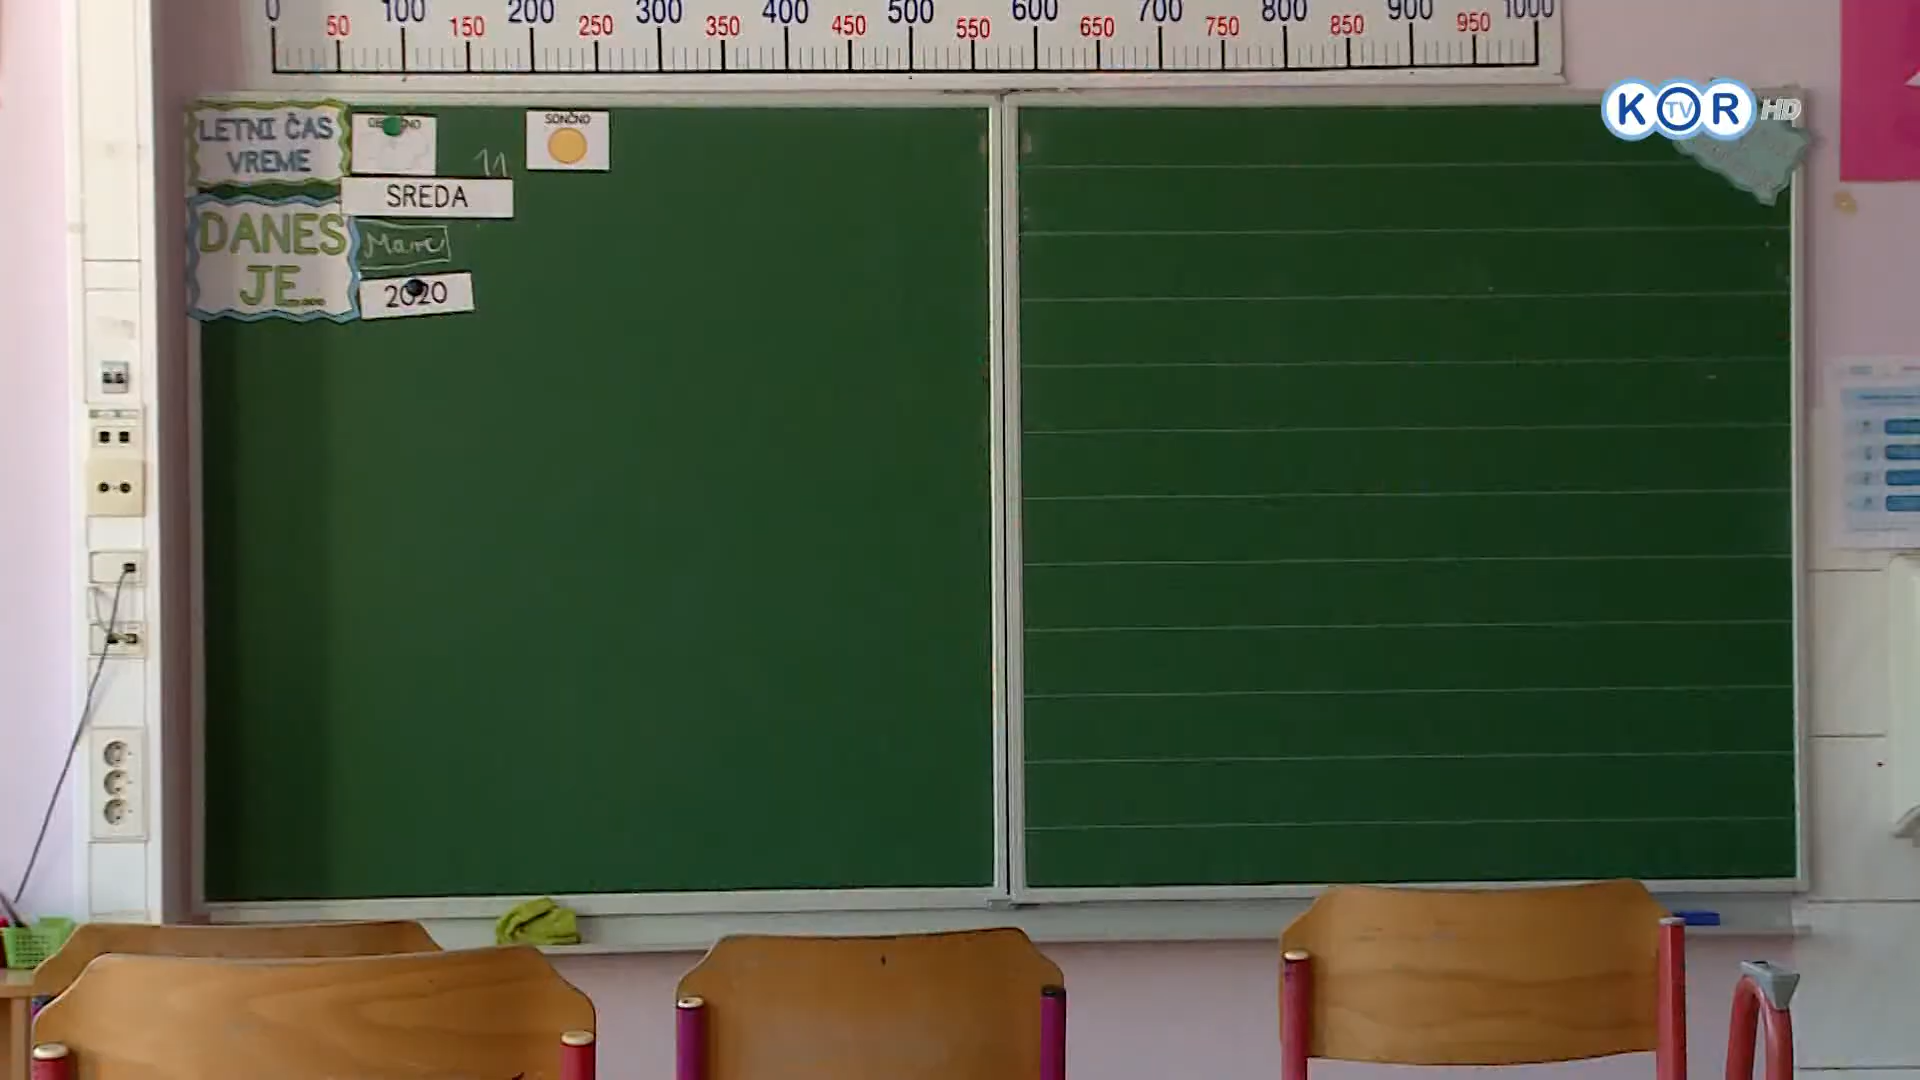 0 100 200 300 400 500 600 700 800 900 1000
50 150 250 350 450 550 650 750 850 950
KOR TV HD
LETNI ČAS
VREME
SONČNO
11
SREDA
DANES
JE...
Marec
2020